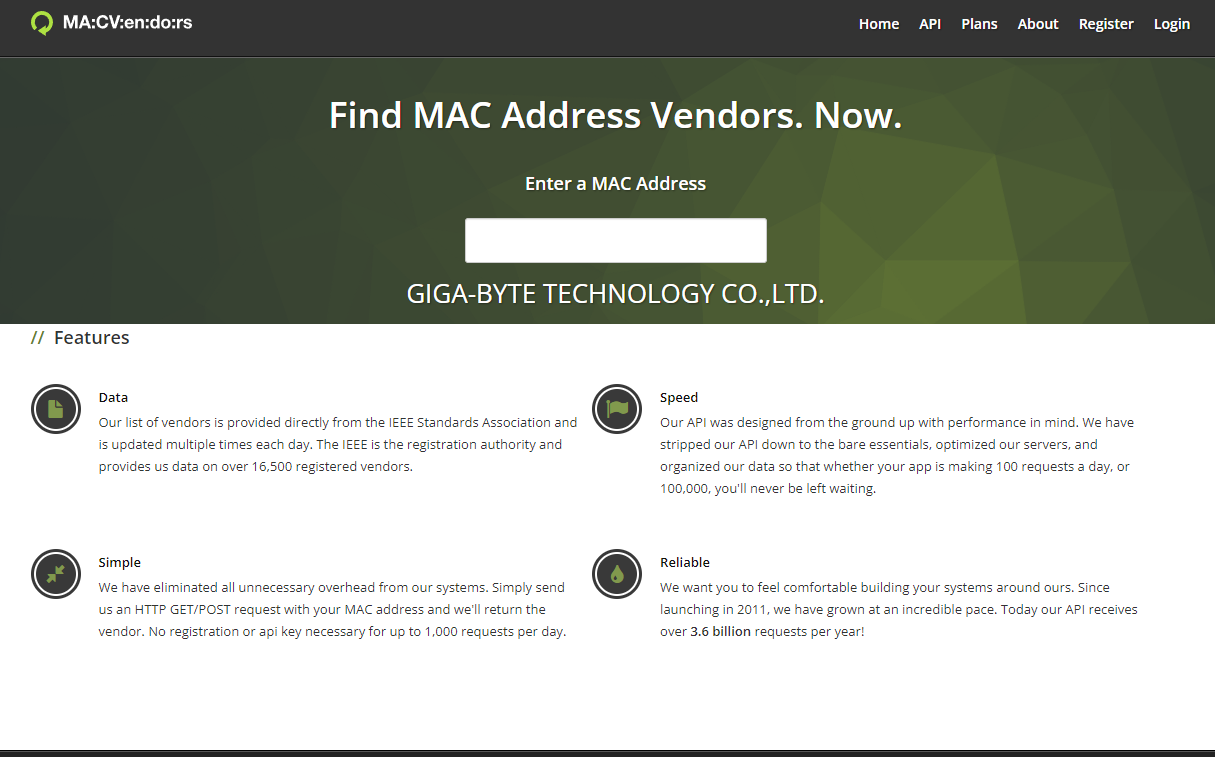 MA:CV:en:do:rs
Home API Plans About Register Login
Find MAC Address Vendors. Now.
Enter a MAC Address
GIGA-BYTE TECHNOLOGY CO.,LTD.
// Features
Data
Our list of vendors is provided directly from the IEEE Standards Association and
is updated multiple times each day. The IEEE is the registration authority and
provides us data on over 16,500 registered vendors.
Speed
Our API was designed from the ground up with performance in mind. We have
stripped our API down to the bare essentials, optimized our servers, and
organized our data so that whether your app is making 100 requests a day, or
100,000, you'll never be left waiting.
Simple
We have eliminated all unnecessary overhead from our systems. Simply send
us an HTTP GET/POST request with your MAC address and we'll return the
vendor. No registration or api key necessary for up to 1,000 requests per day.
Reliable
We want you to feel comfortable building your systems around ours. Since
launching in 2011, we have grown at an incredible pace. Today our API receives
over 3.6 billion requests per year!